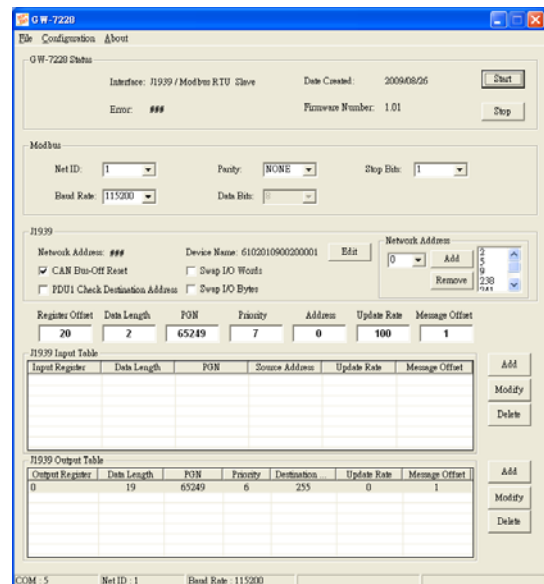 GW-7228
File Configuration About
GW-7228 Status
Interface: J1939 / Modbus RTU Slave Date Created: 2009/08/26 Start
Error: ### Firmware Number: 1.01 Stop
Modbus
Net ID: 1 Parity: NONE Stop Bits: 1
Baud Rate: 115200 Data Bits: 8
J1939
Network Address
Network Address: ### Device Name: 6102010900200001 Edit 0 Add 2
5
CAN Bus-Off Reset Swap I/O Words 9
PDU1 Check Destination Address Swap I/O Bytes Remove 238
241
Register Offset Data Length PGN Priority Address Update Rate Message Offset
20 2 65249 7 0 100 1
J1939 Input Table
Input Register Data Length PGN Source Address Update Rate Message Offset
Add
Modify
Delete
J1939 Output Table
Output Register Data Length PGN Priority Destination ... Update Rate Message Offset
0 19 65249 6 255 0 1
Add
Modify
Delete
COM : 5 Net ID : 1 Baud Rate : 115200